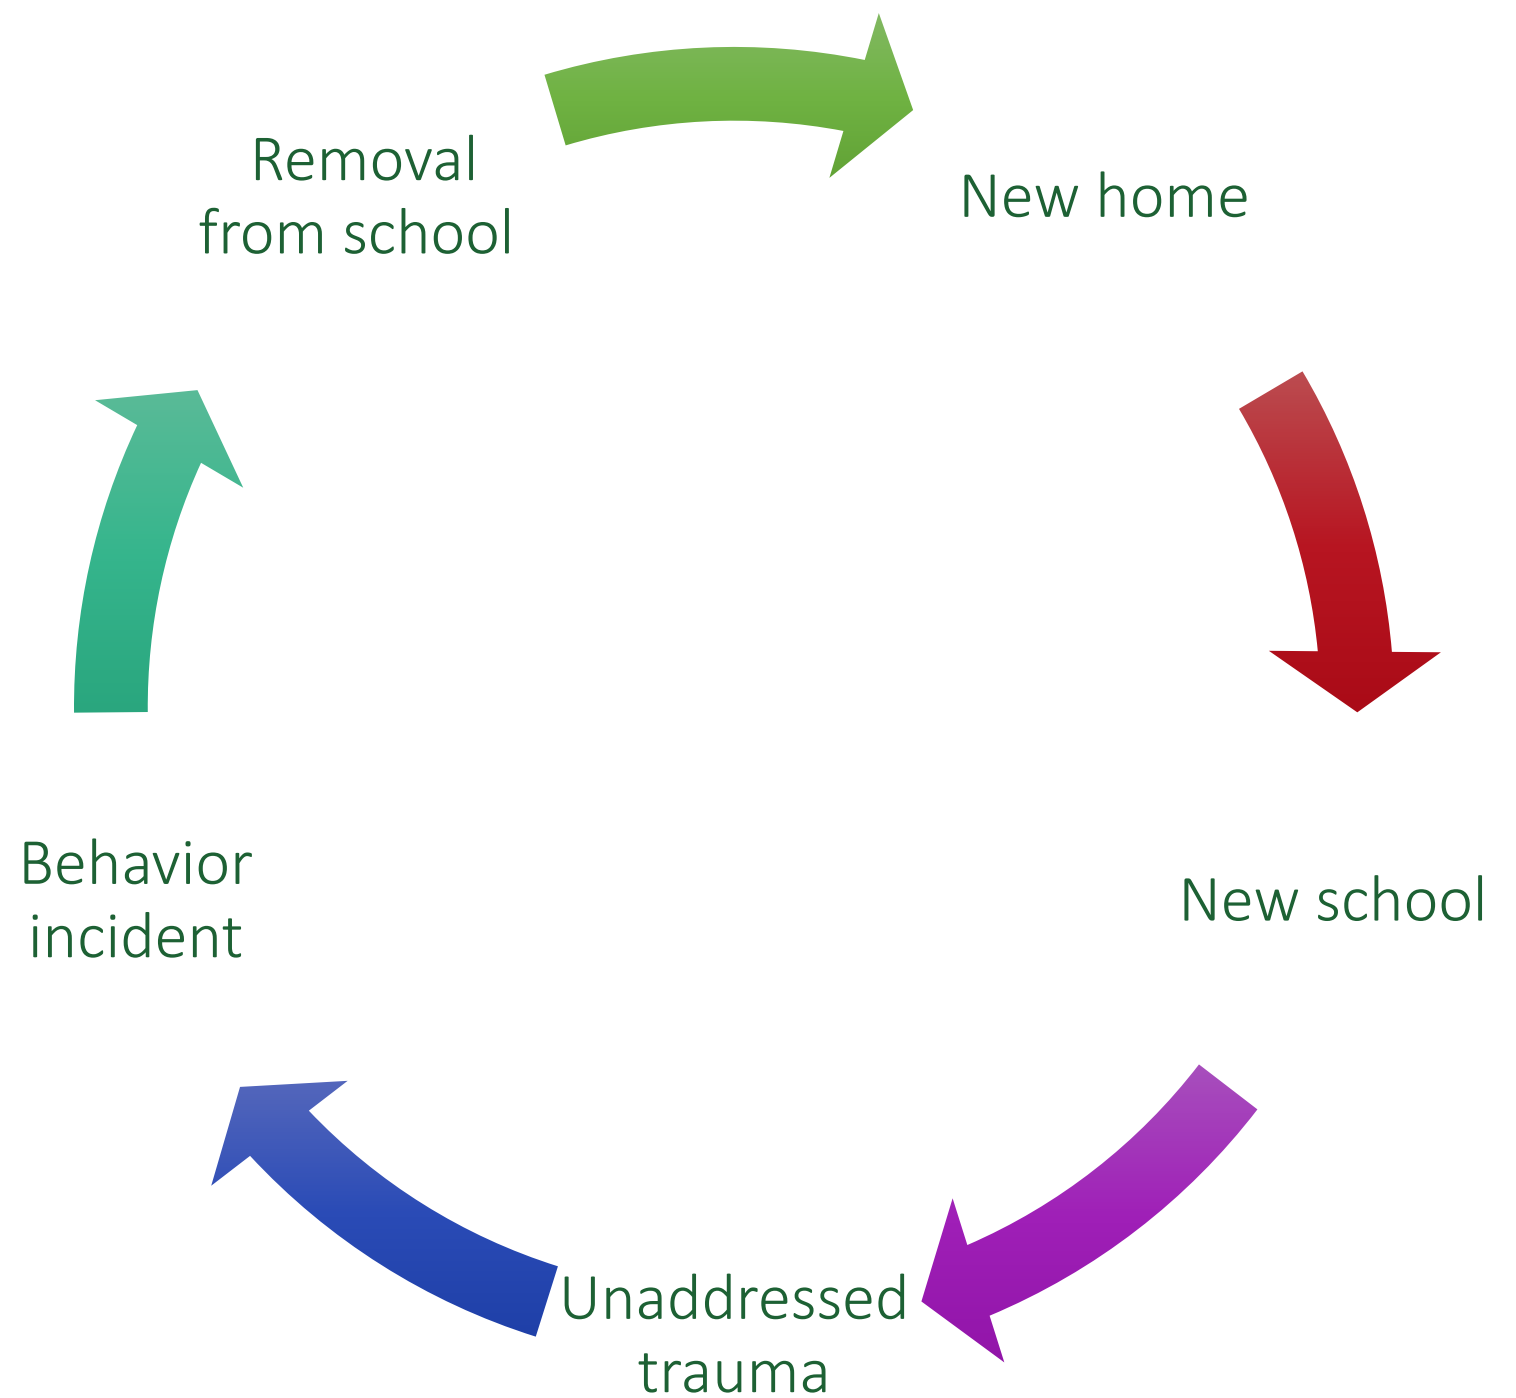 Removal
from school
New home
New school
Unaddressed
trauma
Behavior
incident